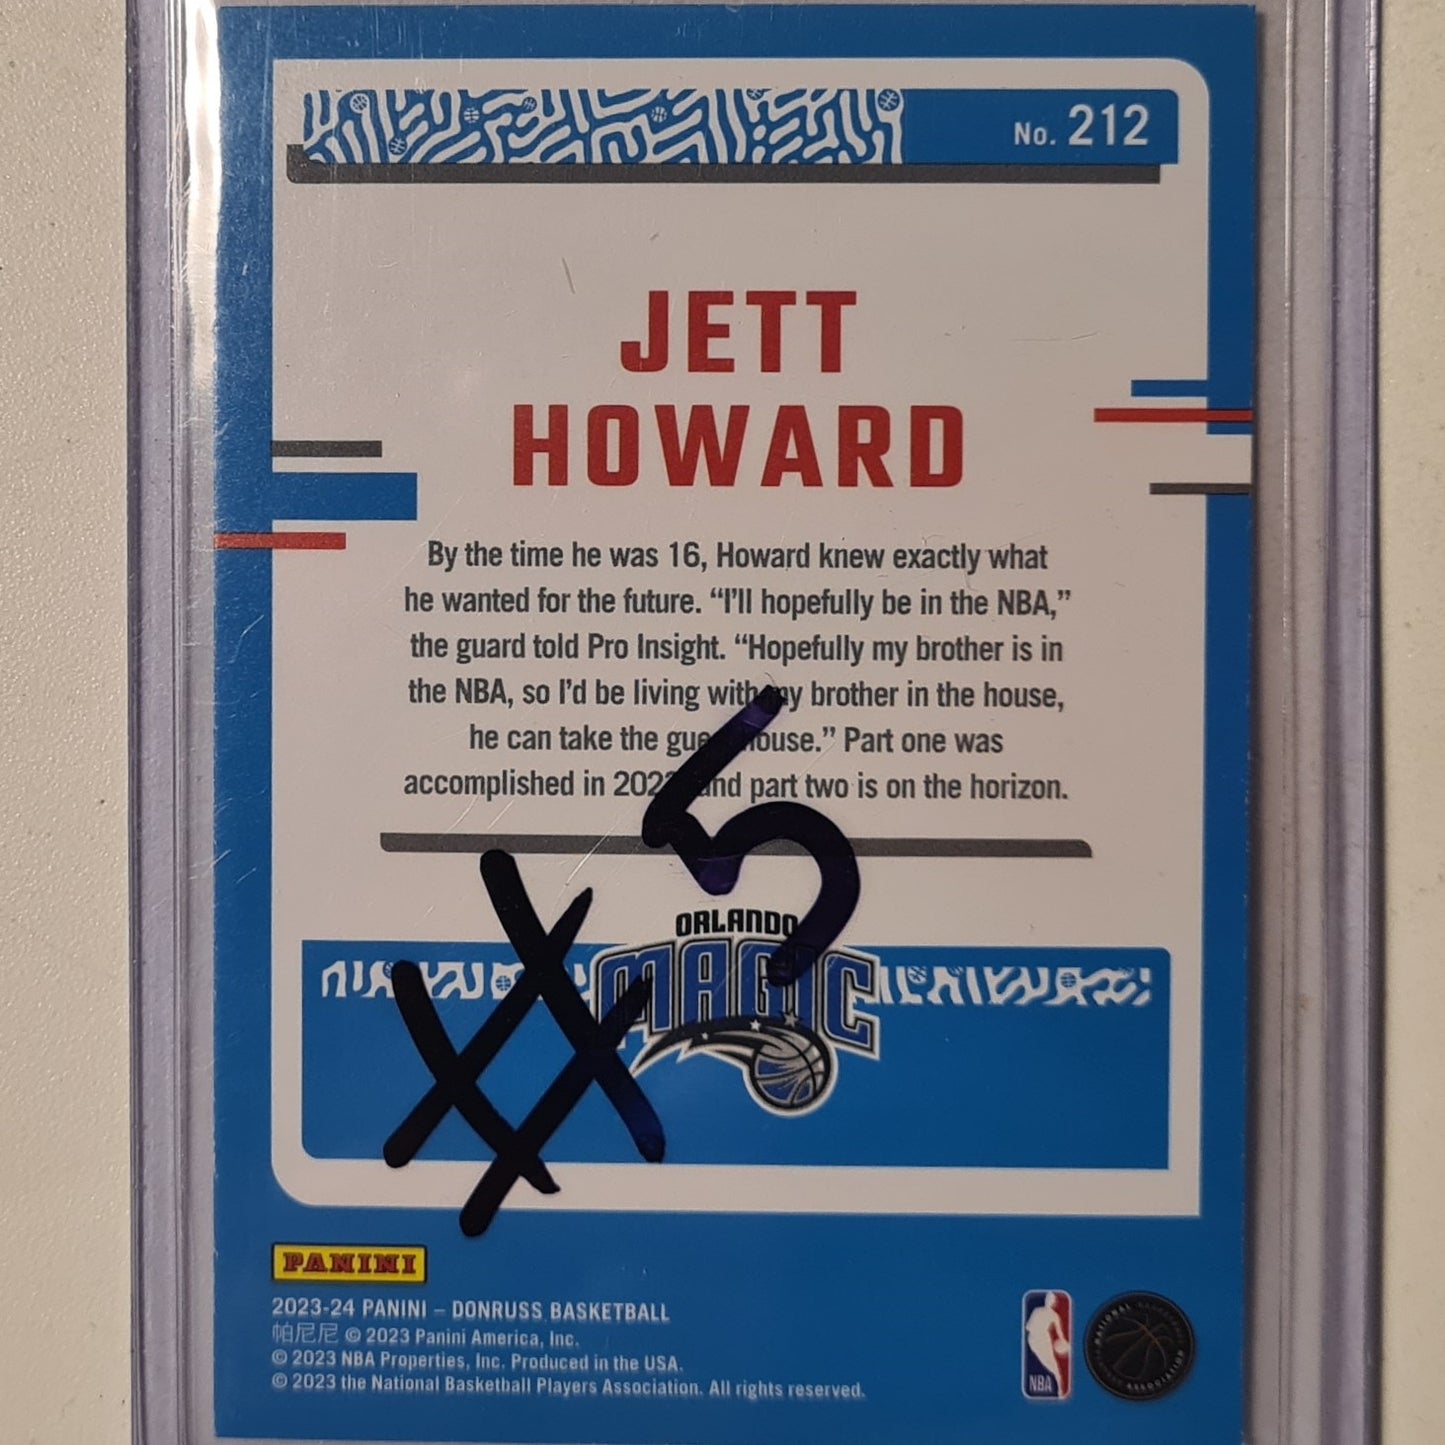 No. 212
JETT
HOWARD
By the time he was 16, Howard knew exactly what
he wanted for the future. “I’ll hopefully be in the NBA,”
the guard told Pro Insight. “Hopefully my brother is in
the NBA, so I’d be living with my brother in the house,
he can take the house.” Part one was
accomplished in and part two is on the horizon.
#5
ORLANDO
MAGIC
PANINI
2023-24 PANINI – DONRUSS BASKETBALL
帕尼尼 © 2023 Panini America, Inc.
© 2023 NBA Properties, Inc. Produced in the USA.
© 2023 the National Basketball Players Association. All rights reserved.
NBA
NATIONAL BASKETBALL
PLAYERS ASSOCIATION